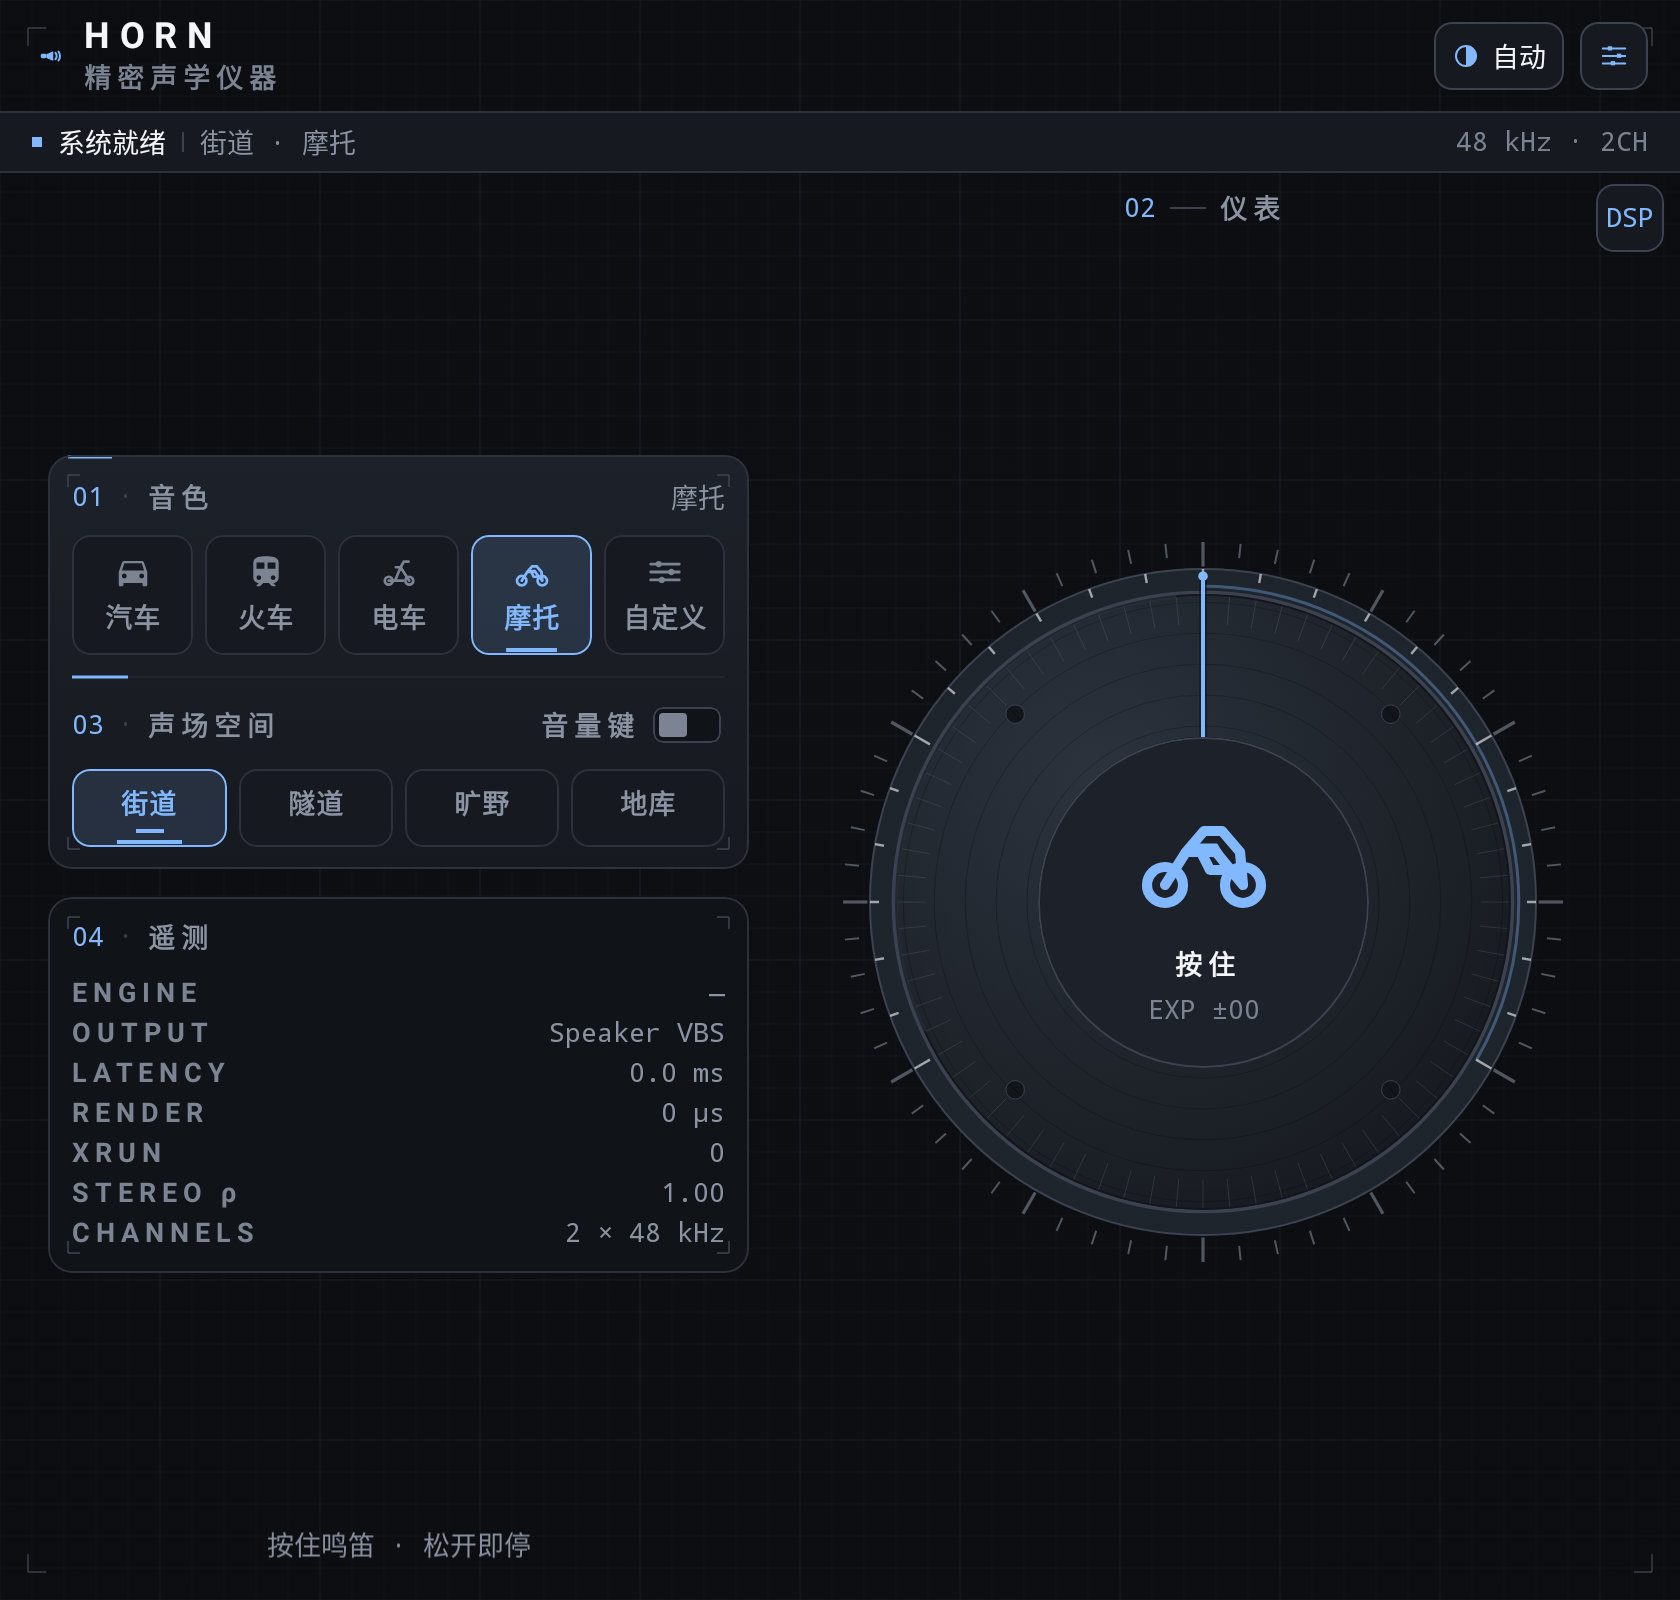 HORN
精密声学仪器
自动
系统就绪 街道 · 摩托
48 kHz · 2CH
02 — 仪表
DSP
01 · 音色
摩托
汽车 火车 电车 摩托 自定义
03 · 声场空间
音量键
街道 隧道 旷野 地库
按住
EXP ±00
04 · 遥测
ENGINE —
OUTPUT Speaker VBS
LATENCY 0.0 ms
RENDER 0 µs
XRUN 0
STEREO ρ 1.00
CHANNELS 2 × 48 kHz
按住鸣笛 · 松开即停